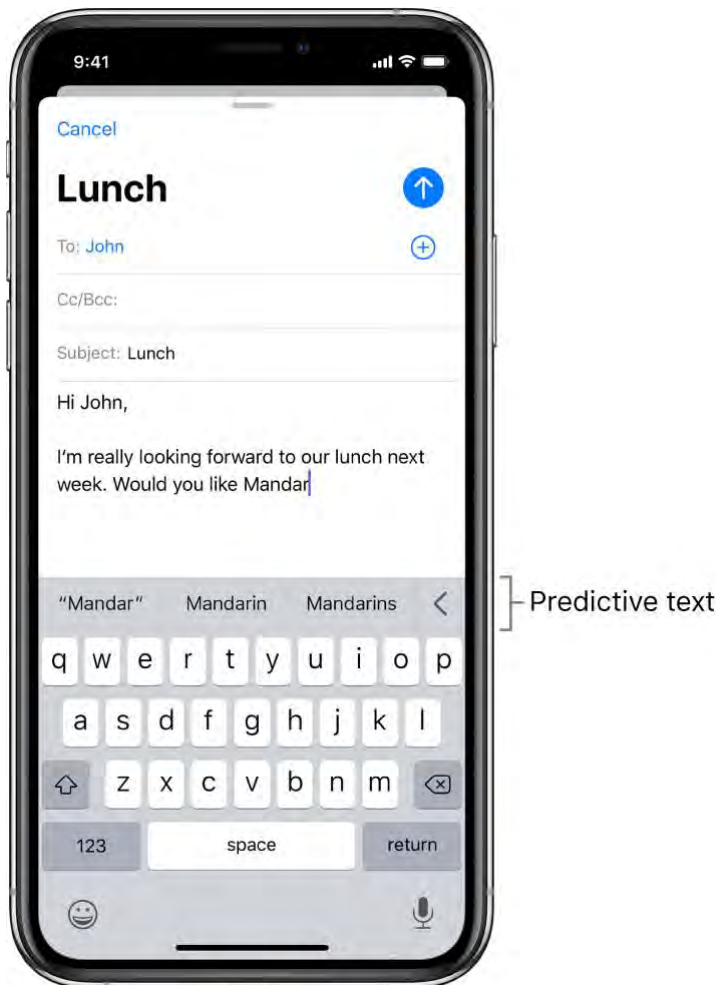 9:41
Cancel
Lunch
To: John
Cc/Bcc:
Subject: Lunch
Hi John,
I'm really looking forward to our lunch next
week. Would you like Mandar
"Mandar" Mandarin Mandarins
Predictive text
q w e r t y u i o p
a s d f g h j k l
z x c v b n m
123 space return